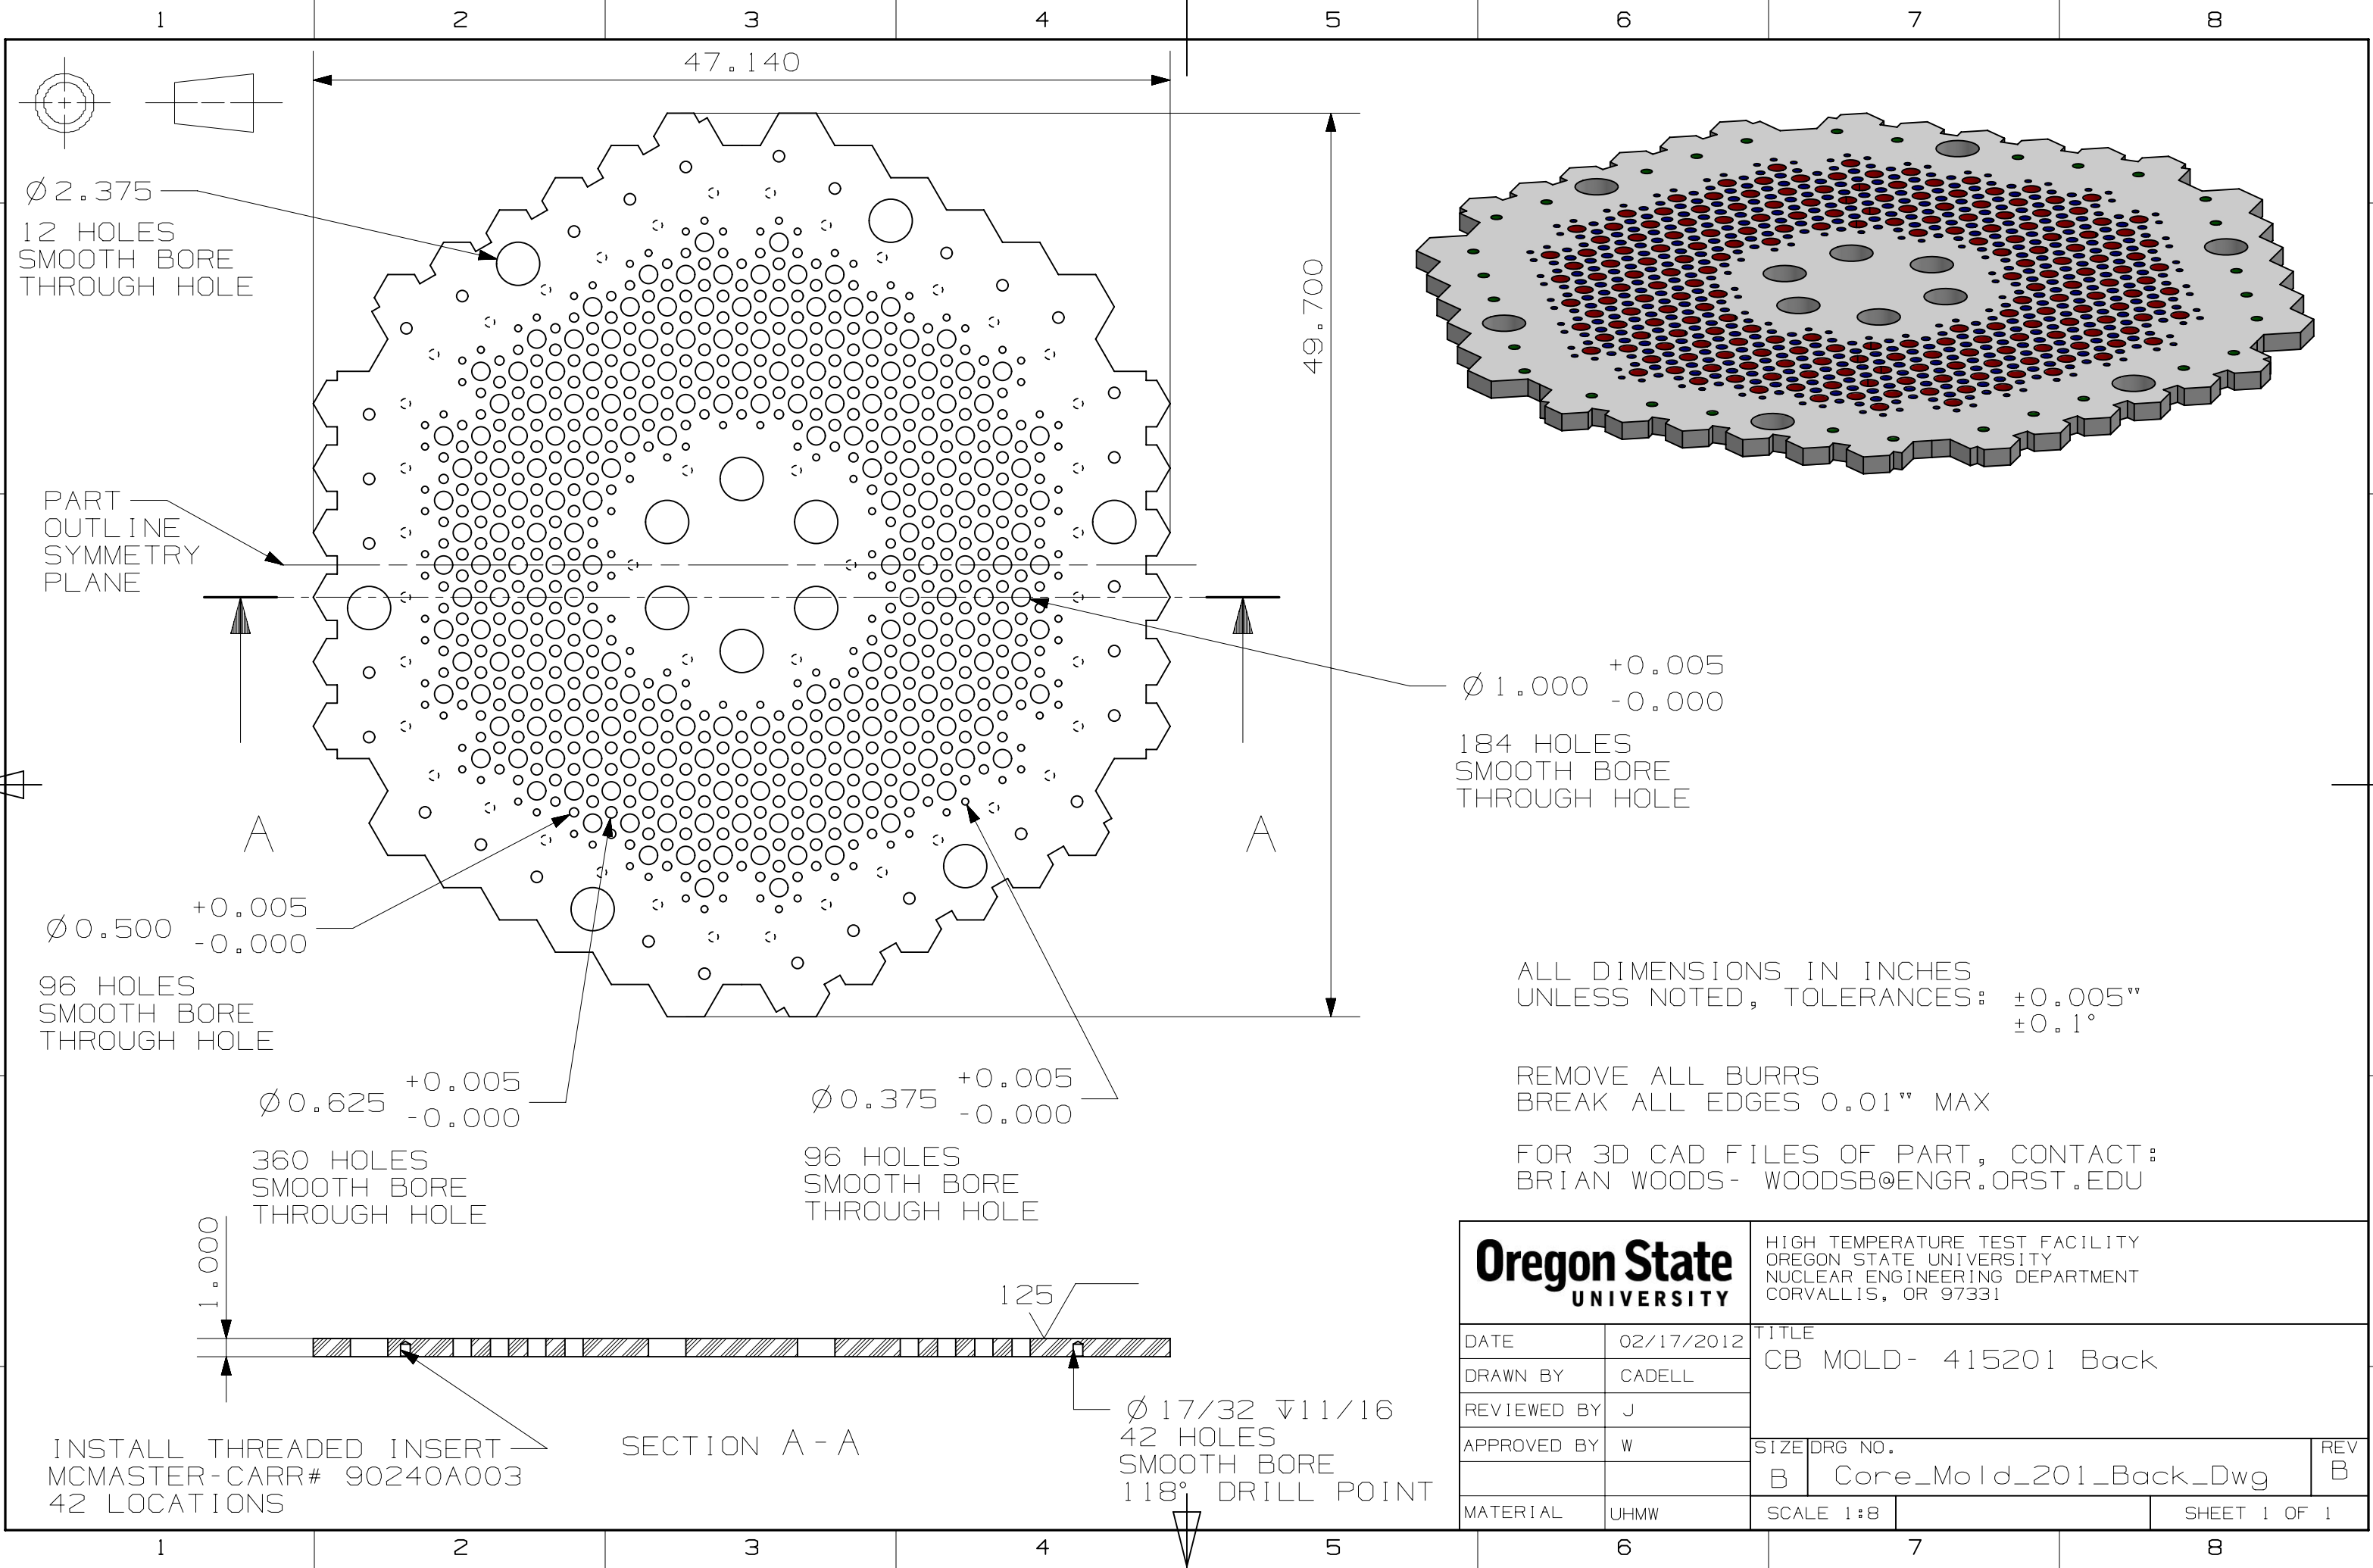 1 2 3 4 5 6 7 8
47.140
49.700
Ø2.375
12 HOLES
SMOOTH BORE
THROUGH HOLE
PART
OUTLINE
SYMMETRY
PLANE
A
A
Ø1.000 +0.005
-0.000
184 HOLES
SMOOTH BORE
THROUGH HOLE
Ø0.500 +0.005
-0.000
96 HOLES
SMOOTH BORE
THROUGH HOLE
Ø0.625 +0.005
-0.000
360 HOLES
SMOOTH BORE
THROUGH HOLE
Ø0.375 +0.005
-0.000
96 HOLES
SMOOTH BORE
THROUGH HOLE
ALL DIMENSIONS IN INCHES
UNLESS NOTED, TOLERANCES: ±0.005"
±0.1°
REMOVE ALL BURRS
BREAK ALL EDGES 0.01" MAX
FOR 3D CAD FILES OF PART, CONTACT:
BRIAN WOODS- WOODSB@ENGR.ORST.EDU
1.000
125
INSTALL THREADED INSERT
MCMASTER-CARR# 90240A003
42 LOCATIONS
SECTION A-A
Ø17/32 ↧11/16
42 HOLES
SMOOTH BORE
118° DRILL POINT
Oregon State
UNIVERSITY
HIGH TEMPERATURE TEST FACILITY
OREGON STATE UNIVERSITY
NUCLEAR ENGINEERING DEPARTMENT
CORVALLIS, OR 97331
DATE 02/17/2012
DRAWN BY CADELL
REVIEWED BY J
APPROVED BY W
MATERIAL UHMW
TITLE
CB MOLD- 415201 Back
SIZE DRG NO. REV
B Core_Mold_201_Back_Dwg B
SCALE 1:8 SHEET 1 OF 1
1 2 3 4 5 6 7 8